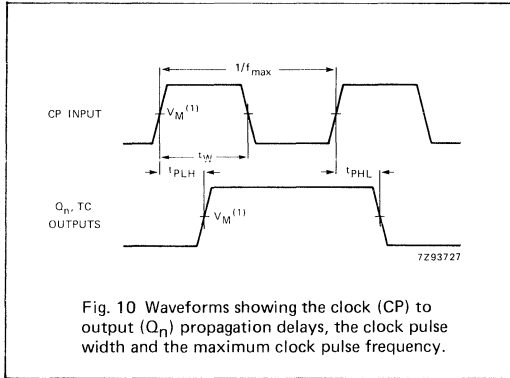 1/fmax
CP INPUT
VM(1)
tW
tPLH
tPHL
Qn, TC
OUTPUTS
VM(1)
7Z93727
Fig. 10 Waveforms showing the clock (CP) to
output (Qn) propagation delays, the clock pulse
width and the maximum clock pulse frequency.